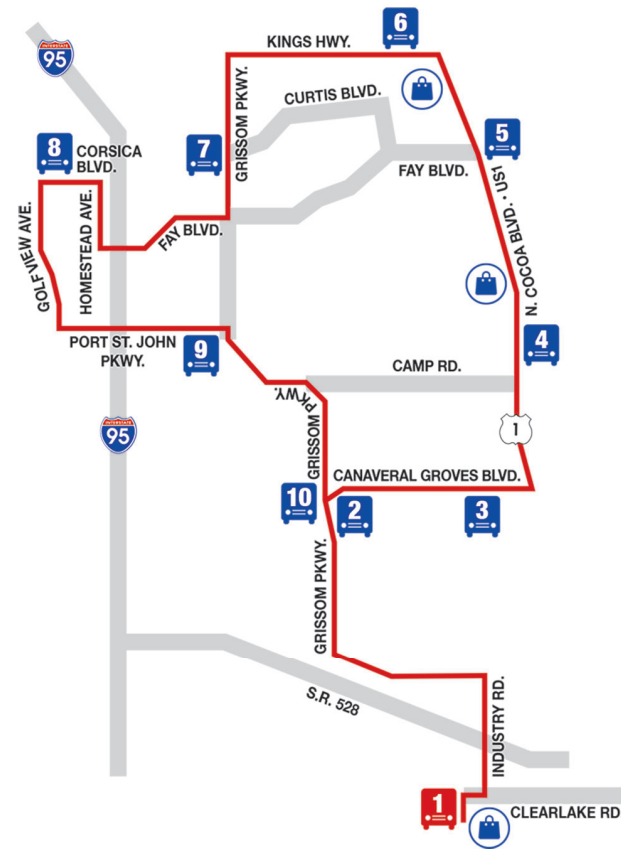 6
KINGS HWY.
INTERSTATE
95
CURTIS BLVD.
GRISSOM PKWY.
5
8
CORSICA
BLVD.
7
FAY BLVD.
N. COCOA BLVD. • US1
GOLFVIEW AVE.
HOMESTEAD AVE.
FAY BLVD.
4
PORT ST. JOHN
PKWY.
9
CAMP RD.
GRISSOM PKWY.
INTERSTATE
95
1
CANAVERAL GROVES BLVD.
10
2
3
GRISSOM PKWY.
S.R. 528
INDUSTRY RD.
1
CLEARLAKE RD